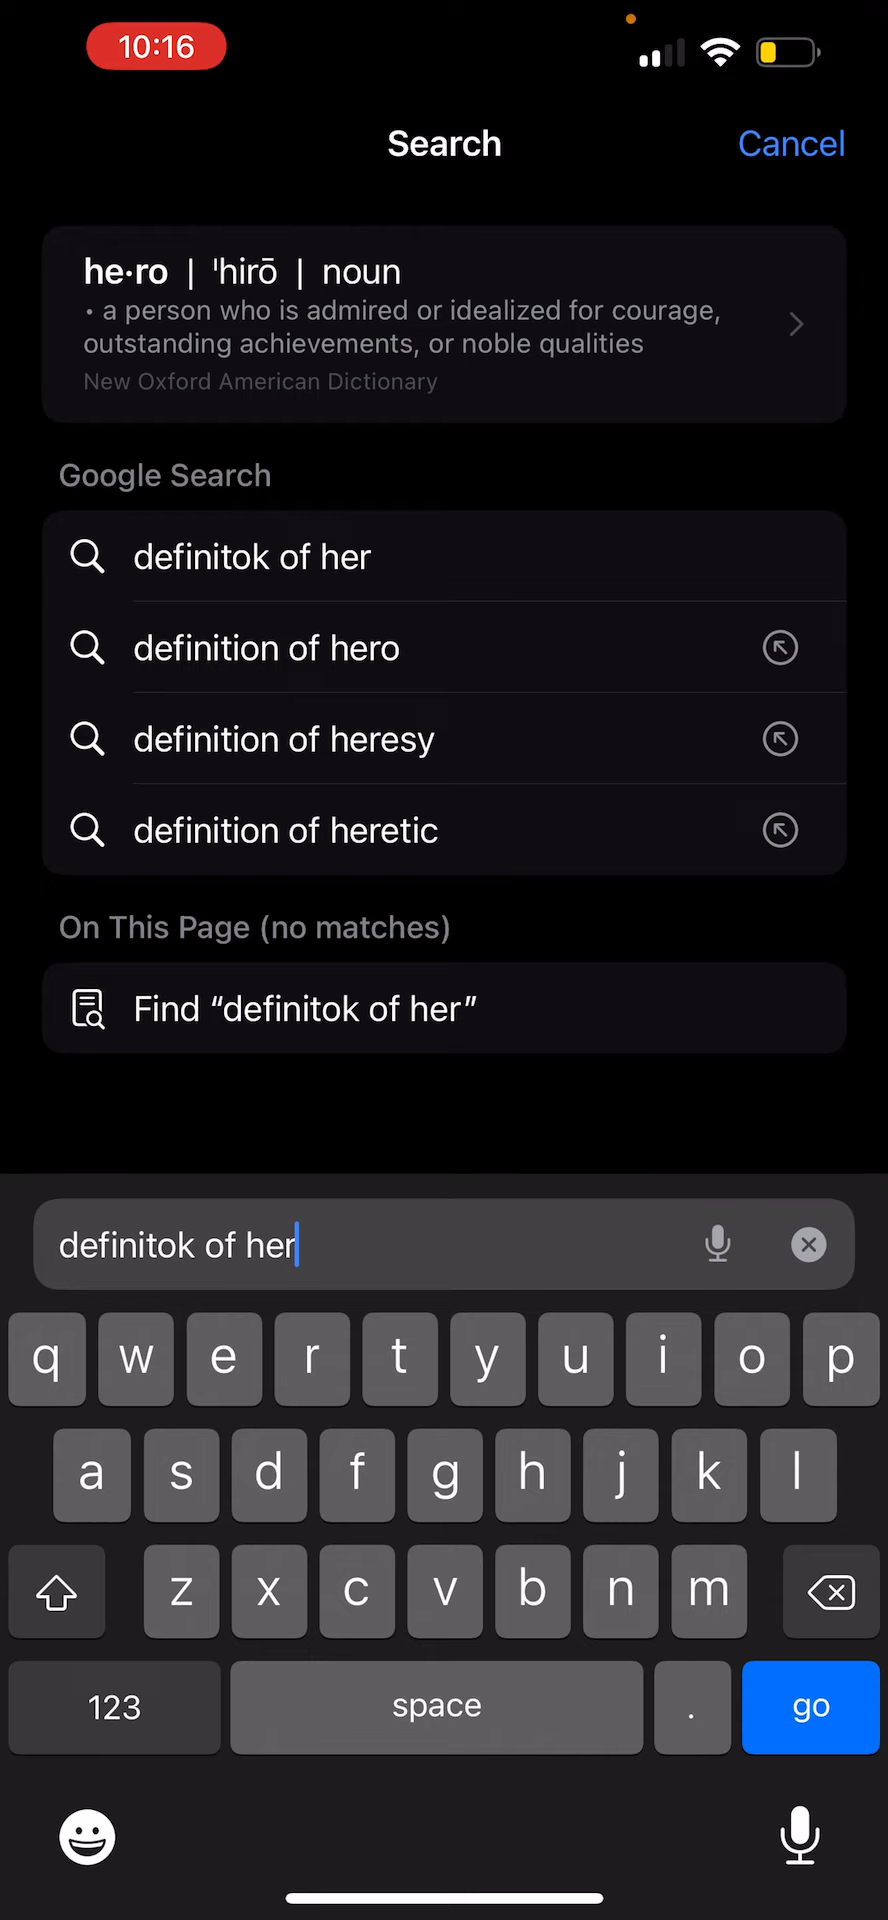 10:16
Search
Cancel
he·ro | ˈhirō | noun
• a person who is admired or idealized for courage,
outstanding achievements, or noble qualities
New Oxford American Dictionary
Google Search
definitok of her
definition of hero
definition of heresy
definition of heretic
On This Page (no matches)
Find “definitok of her”
definitok of her
q w e r t y u i o p
a s d f g h j k l
z x c v b n m
123 space . go